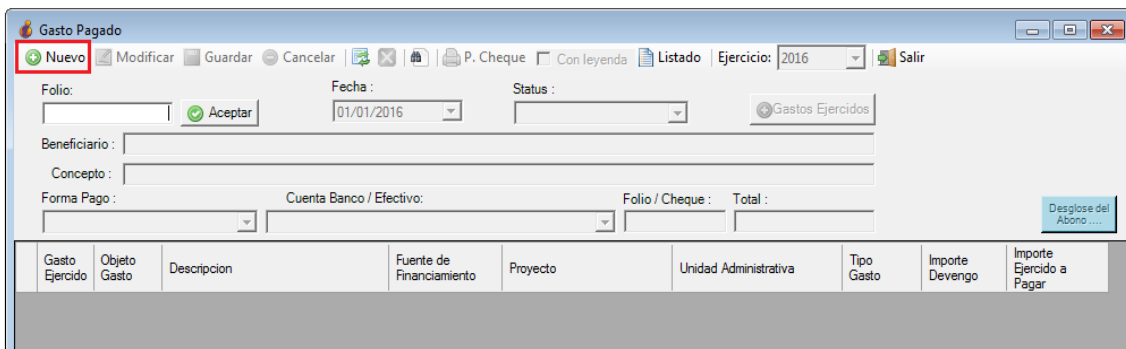 Gasto Pagado
Nuevo Modificar Guardar Cancelar P. Cheque Con leyenda Listado Ejercicio: 2016 Salir
Folio: Fecha : Status :
Aceptar 01/01/2016 Gastos Ejercidos
Beneficiario :
Concepto :
Forma Pago : Cuenta Banco / Efectivo: Folio / Cheque : Total :
Desglose del
Abono ....
Gasto Ejercido Objeto Gasto Descripcion Fuente de Financiamiento Proyecto Unidad Administrativa Tipo Gasto Importe Devengo Importe Ejercido a Pagar